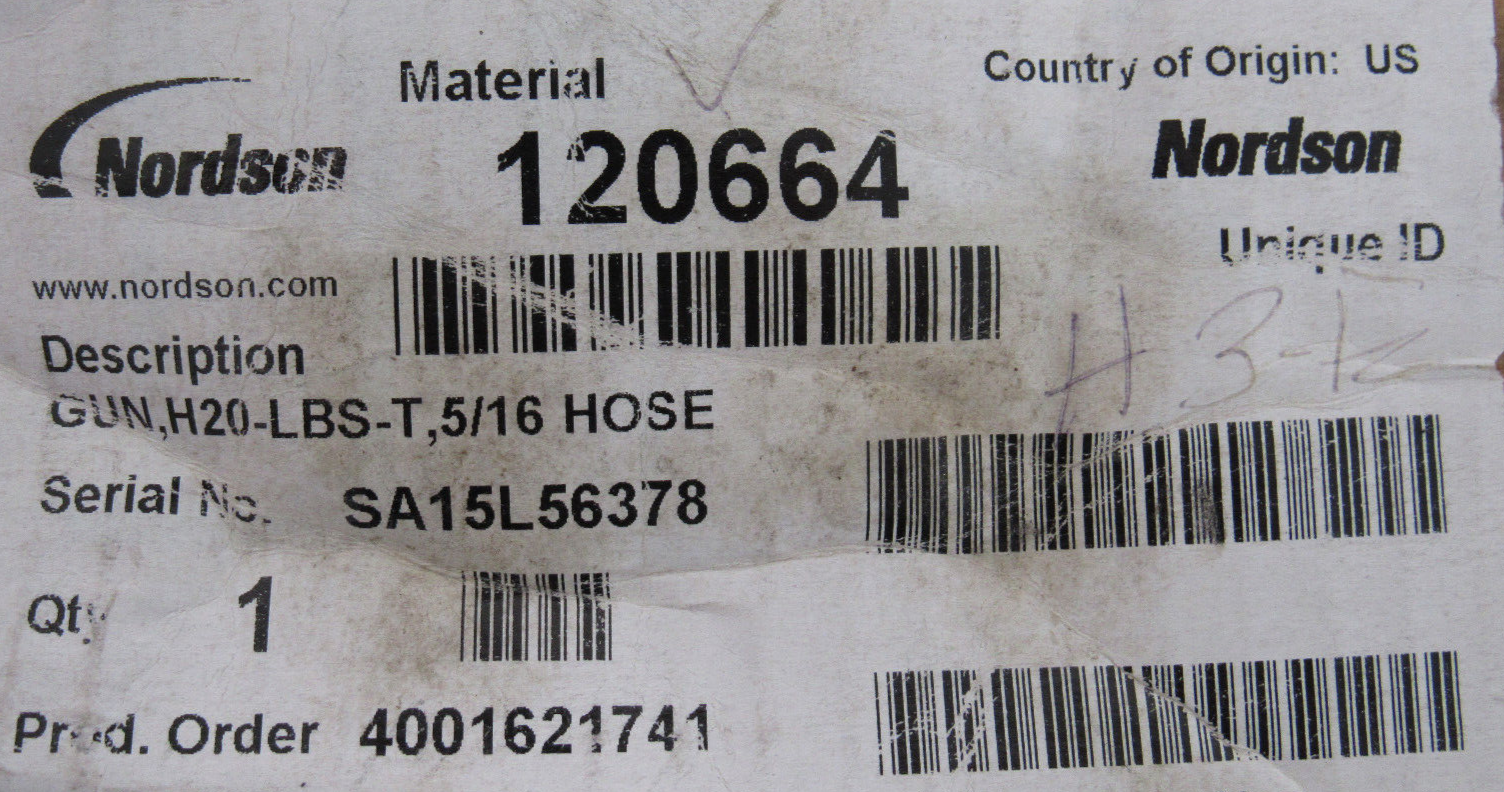 Material
Country of Origin: US
Nordson
120664
Nordson
Unique ID
www.nordson.com
Description
GUN,H20-LBS-T,5/16 HOSE
Serial No. SA15L56378
Qty 1
Prod. Order 4001621741